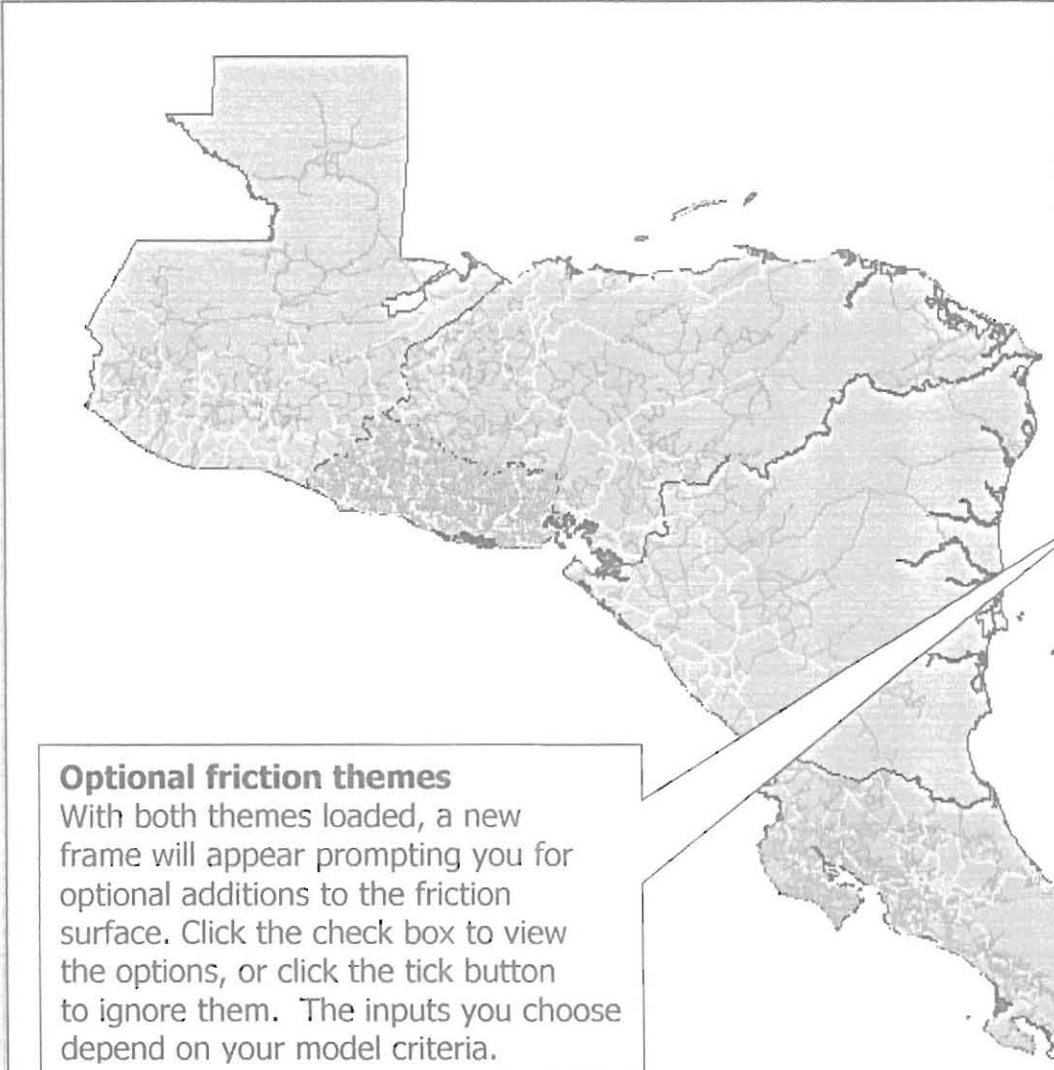 Optional friction themes
With both themes loaded, a new
frame will appear prompting you for
optional additions to the friction
surface. Click the check box to view
the options, or click the tick button
to ignore them. The inputs you choose
depend on your model criteria.